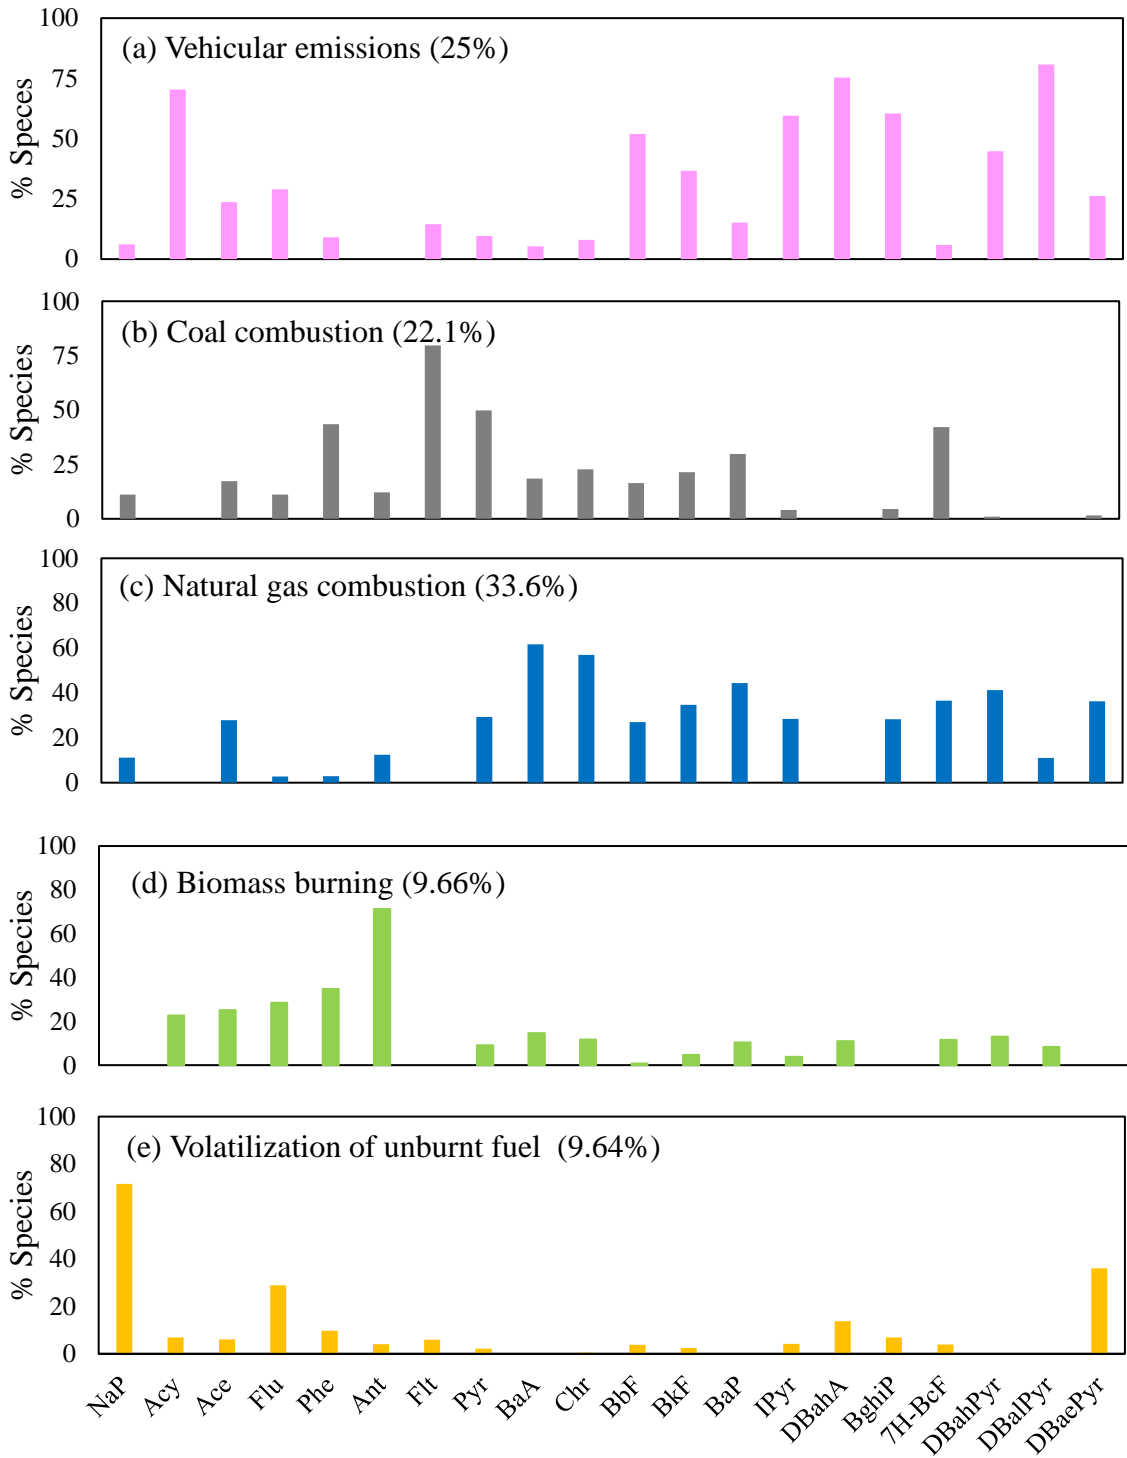 (a) Vehicular emissions (25%)
% Speces
100
75
50
25
0
(b) Coal combustion (22.1%)
% Species
100
75
50
25
0
(c) Natural gas combustion (33.6%)
% Species
100
80
60
40
20
0
(d) Biomass burning (9.66%)
% Species
100
80
60
40
20
0
(e) Volatilization of unburnt fuel (9.64%)
% Species
100
80
60
40
20
0
NaP
Acy
Ace
Flu
Phe
Ant
Flt
Pyr
BaA
Chr
BbF
BkF
BaP
IPyr
DBahA
BghiP
7H-BcF
DBahPyr
DBalPyr
DBaePyr